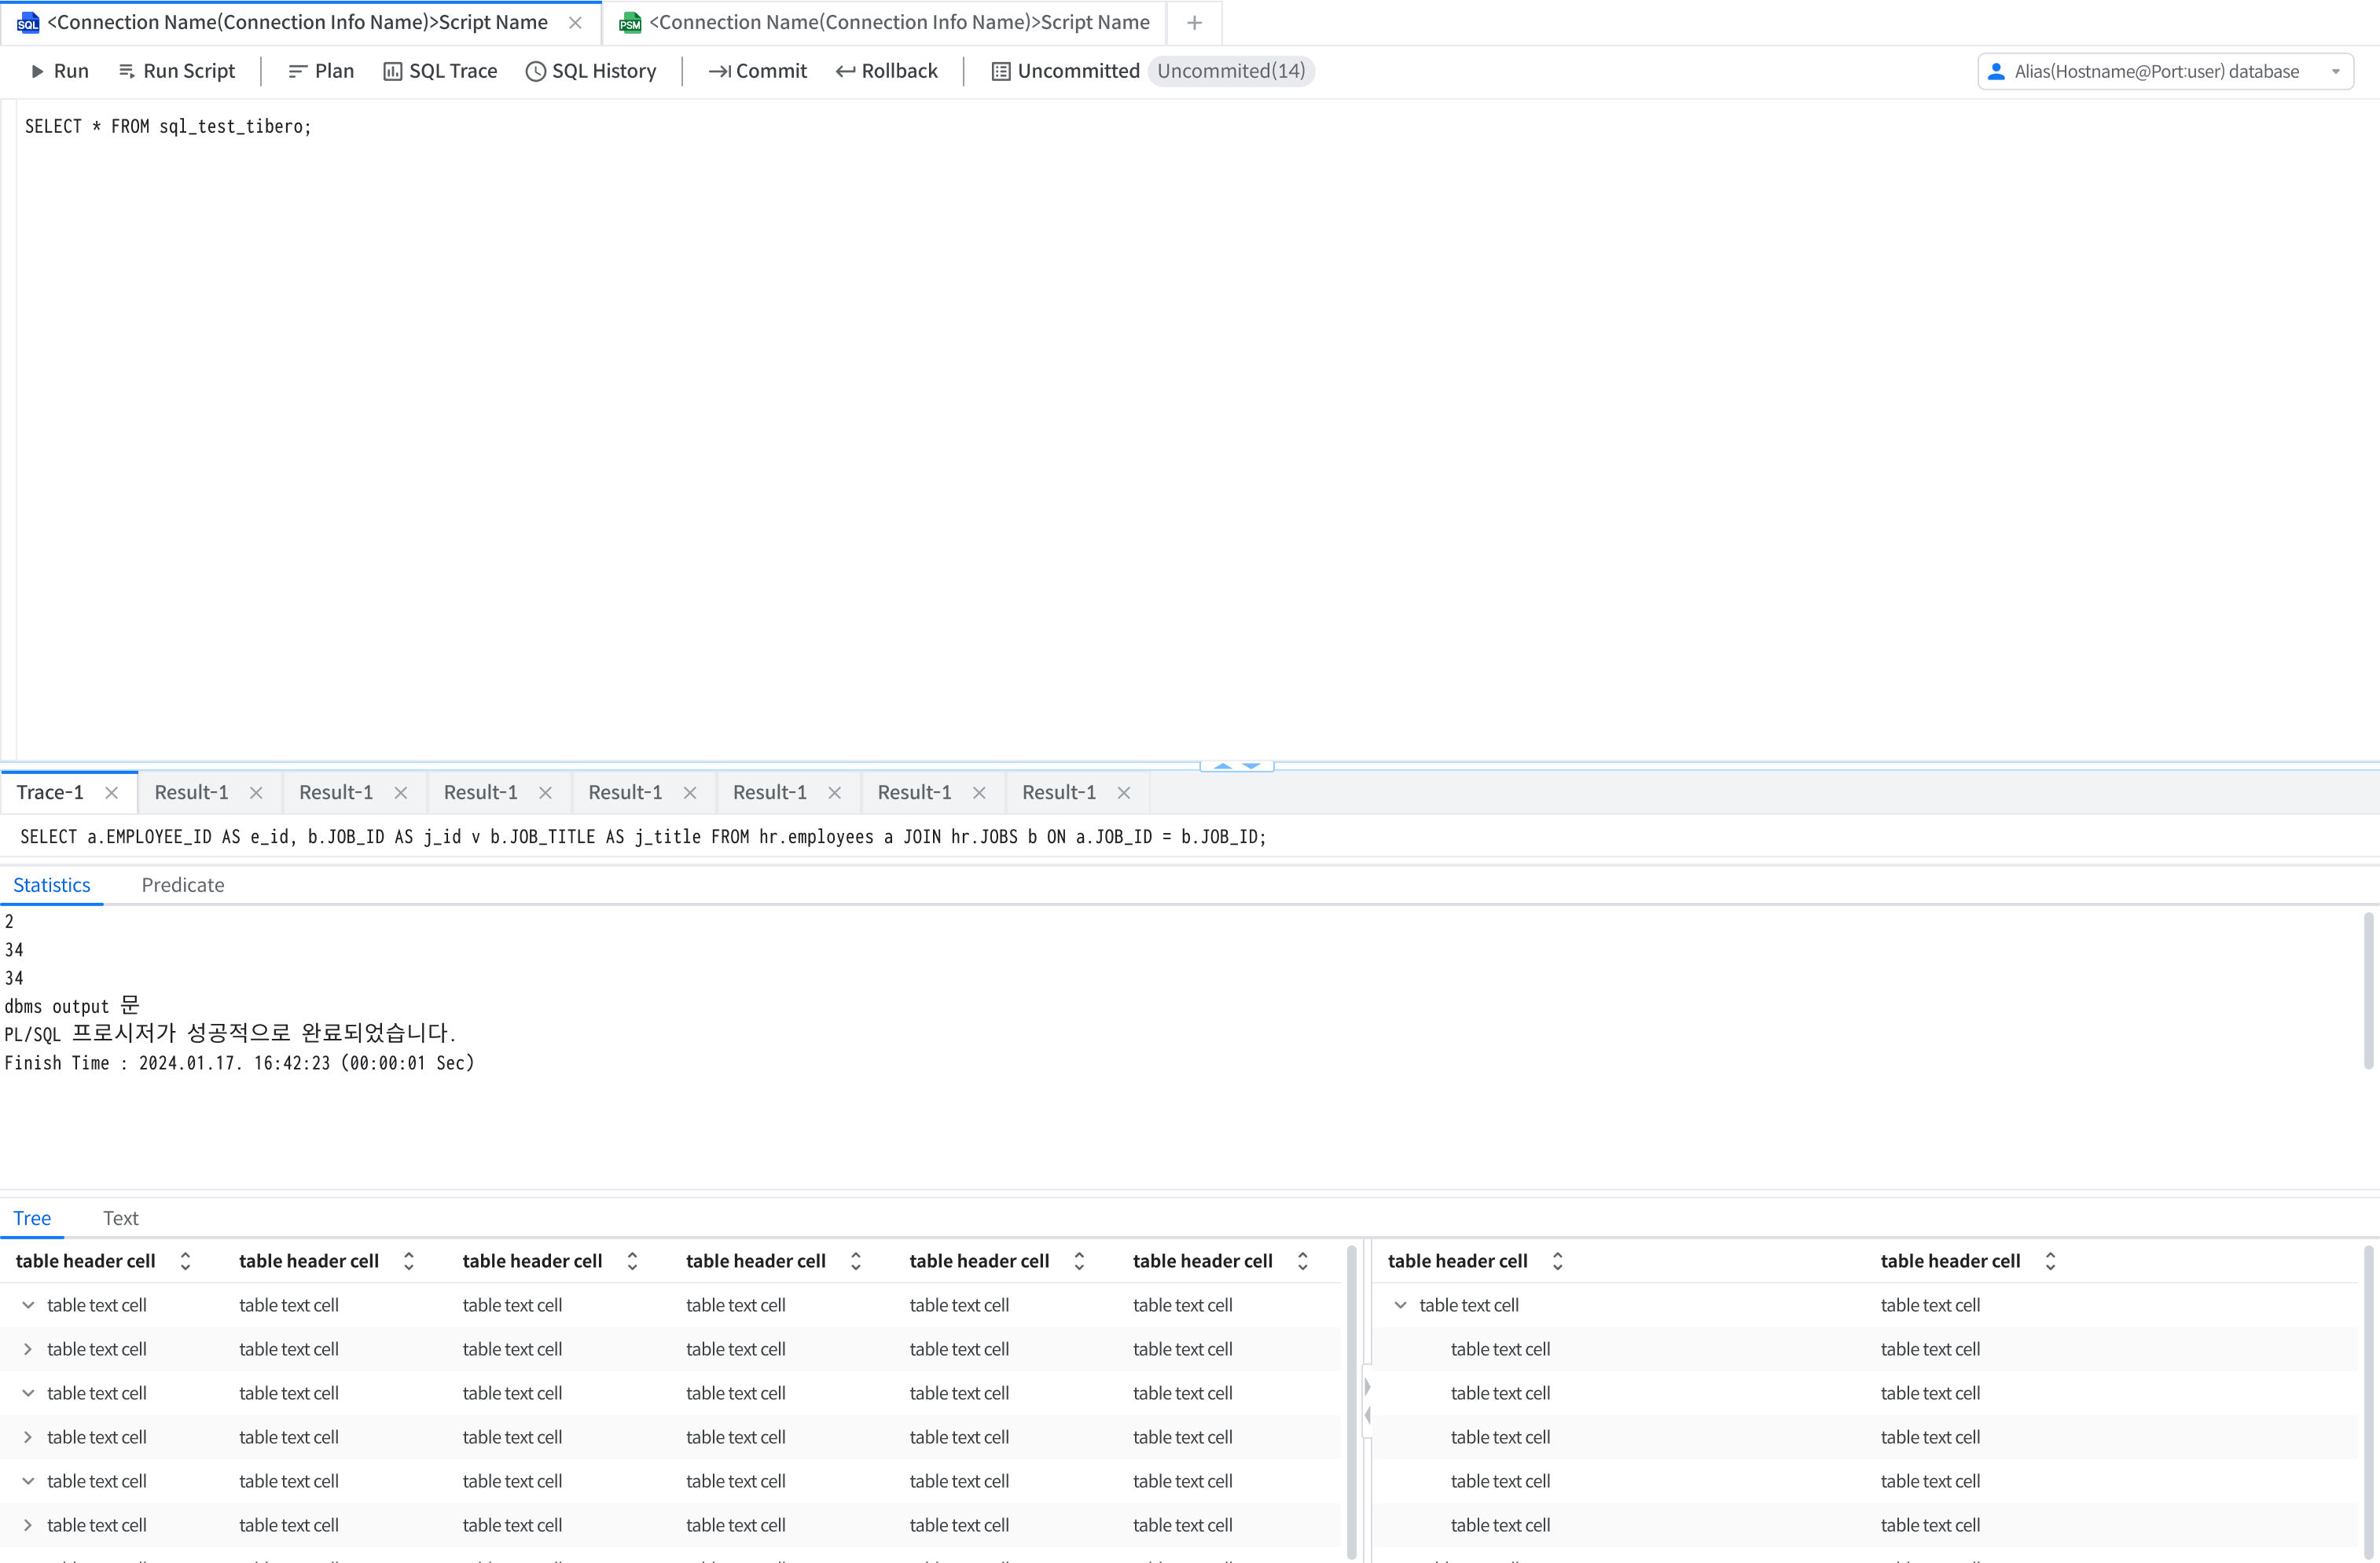 SQL <Connection Name(Connection Info Name)>Script Name PSM <Connection Name(Connection Info Name)>Script Name
Run Run Script Plan SQL Trace SQL History Commit Rollback Uncommitted Uncommited(14) Alias(Hostname@Port:user) database
SELECT * FROM sql_test_tibero;
Trace-1 Result-1 Result-1 Result-1 Result-1 Result-1 Result-1 Result-1
SELECT a.EMPLOYEE_ID AS e_id, b.JOB_ID AS j_id v b.JOB_TITLE AS j_title FROM hr.employees a JOIN hr.JOBS b ON a.JOB_ID = b.JOB_ID;
Statistics Predicate
2
34
34
dbms output 문
PL/SQL 프로시저가 성공적으로 완료되었습니다.
Finish Time : 2024.01.17. 16:42:23 (00:00:01 Sec)
Tree Text
table header cell table header cell table header cell table header cell table header cell table header cell table header cell table header cell
table text cell table text cell table text cell table text cell table text cell table text cell table text cell table text cell
table text cell table text cell table text cell table text cell table text cell table text cell table text cell table text cell
table text cell table text cell table text cell table text cell table text cell table text cell table text cell table text cell
table text cell table text cell table text cell table text cell table text cell table text cell table text cell table text cell
table text cell table text cell table text cell table text cell table text cell table text cell table text cell table text cell
table text cell table text cell table text cell table text cell table text cell table text cell table text cell table text cell